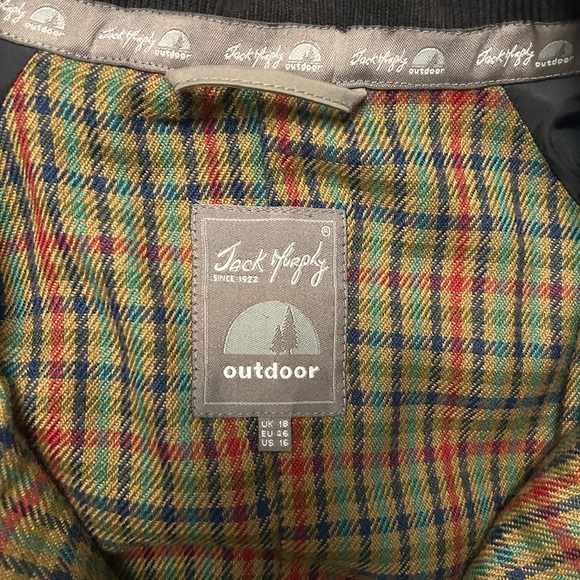 Jack Murphy outdoor Jack Murphy outdoor Jack Murphy outdoor
Jack Murphy ®
SINCE 1922
outdoor
UK 18
EU 46
US 16